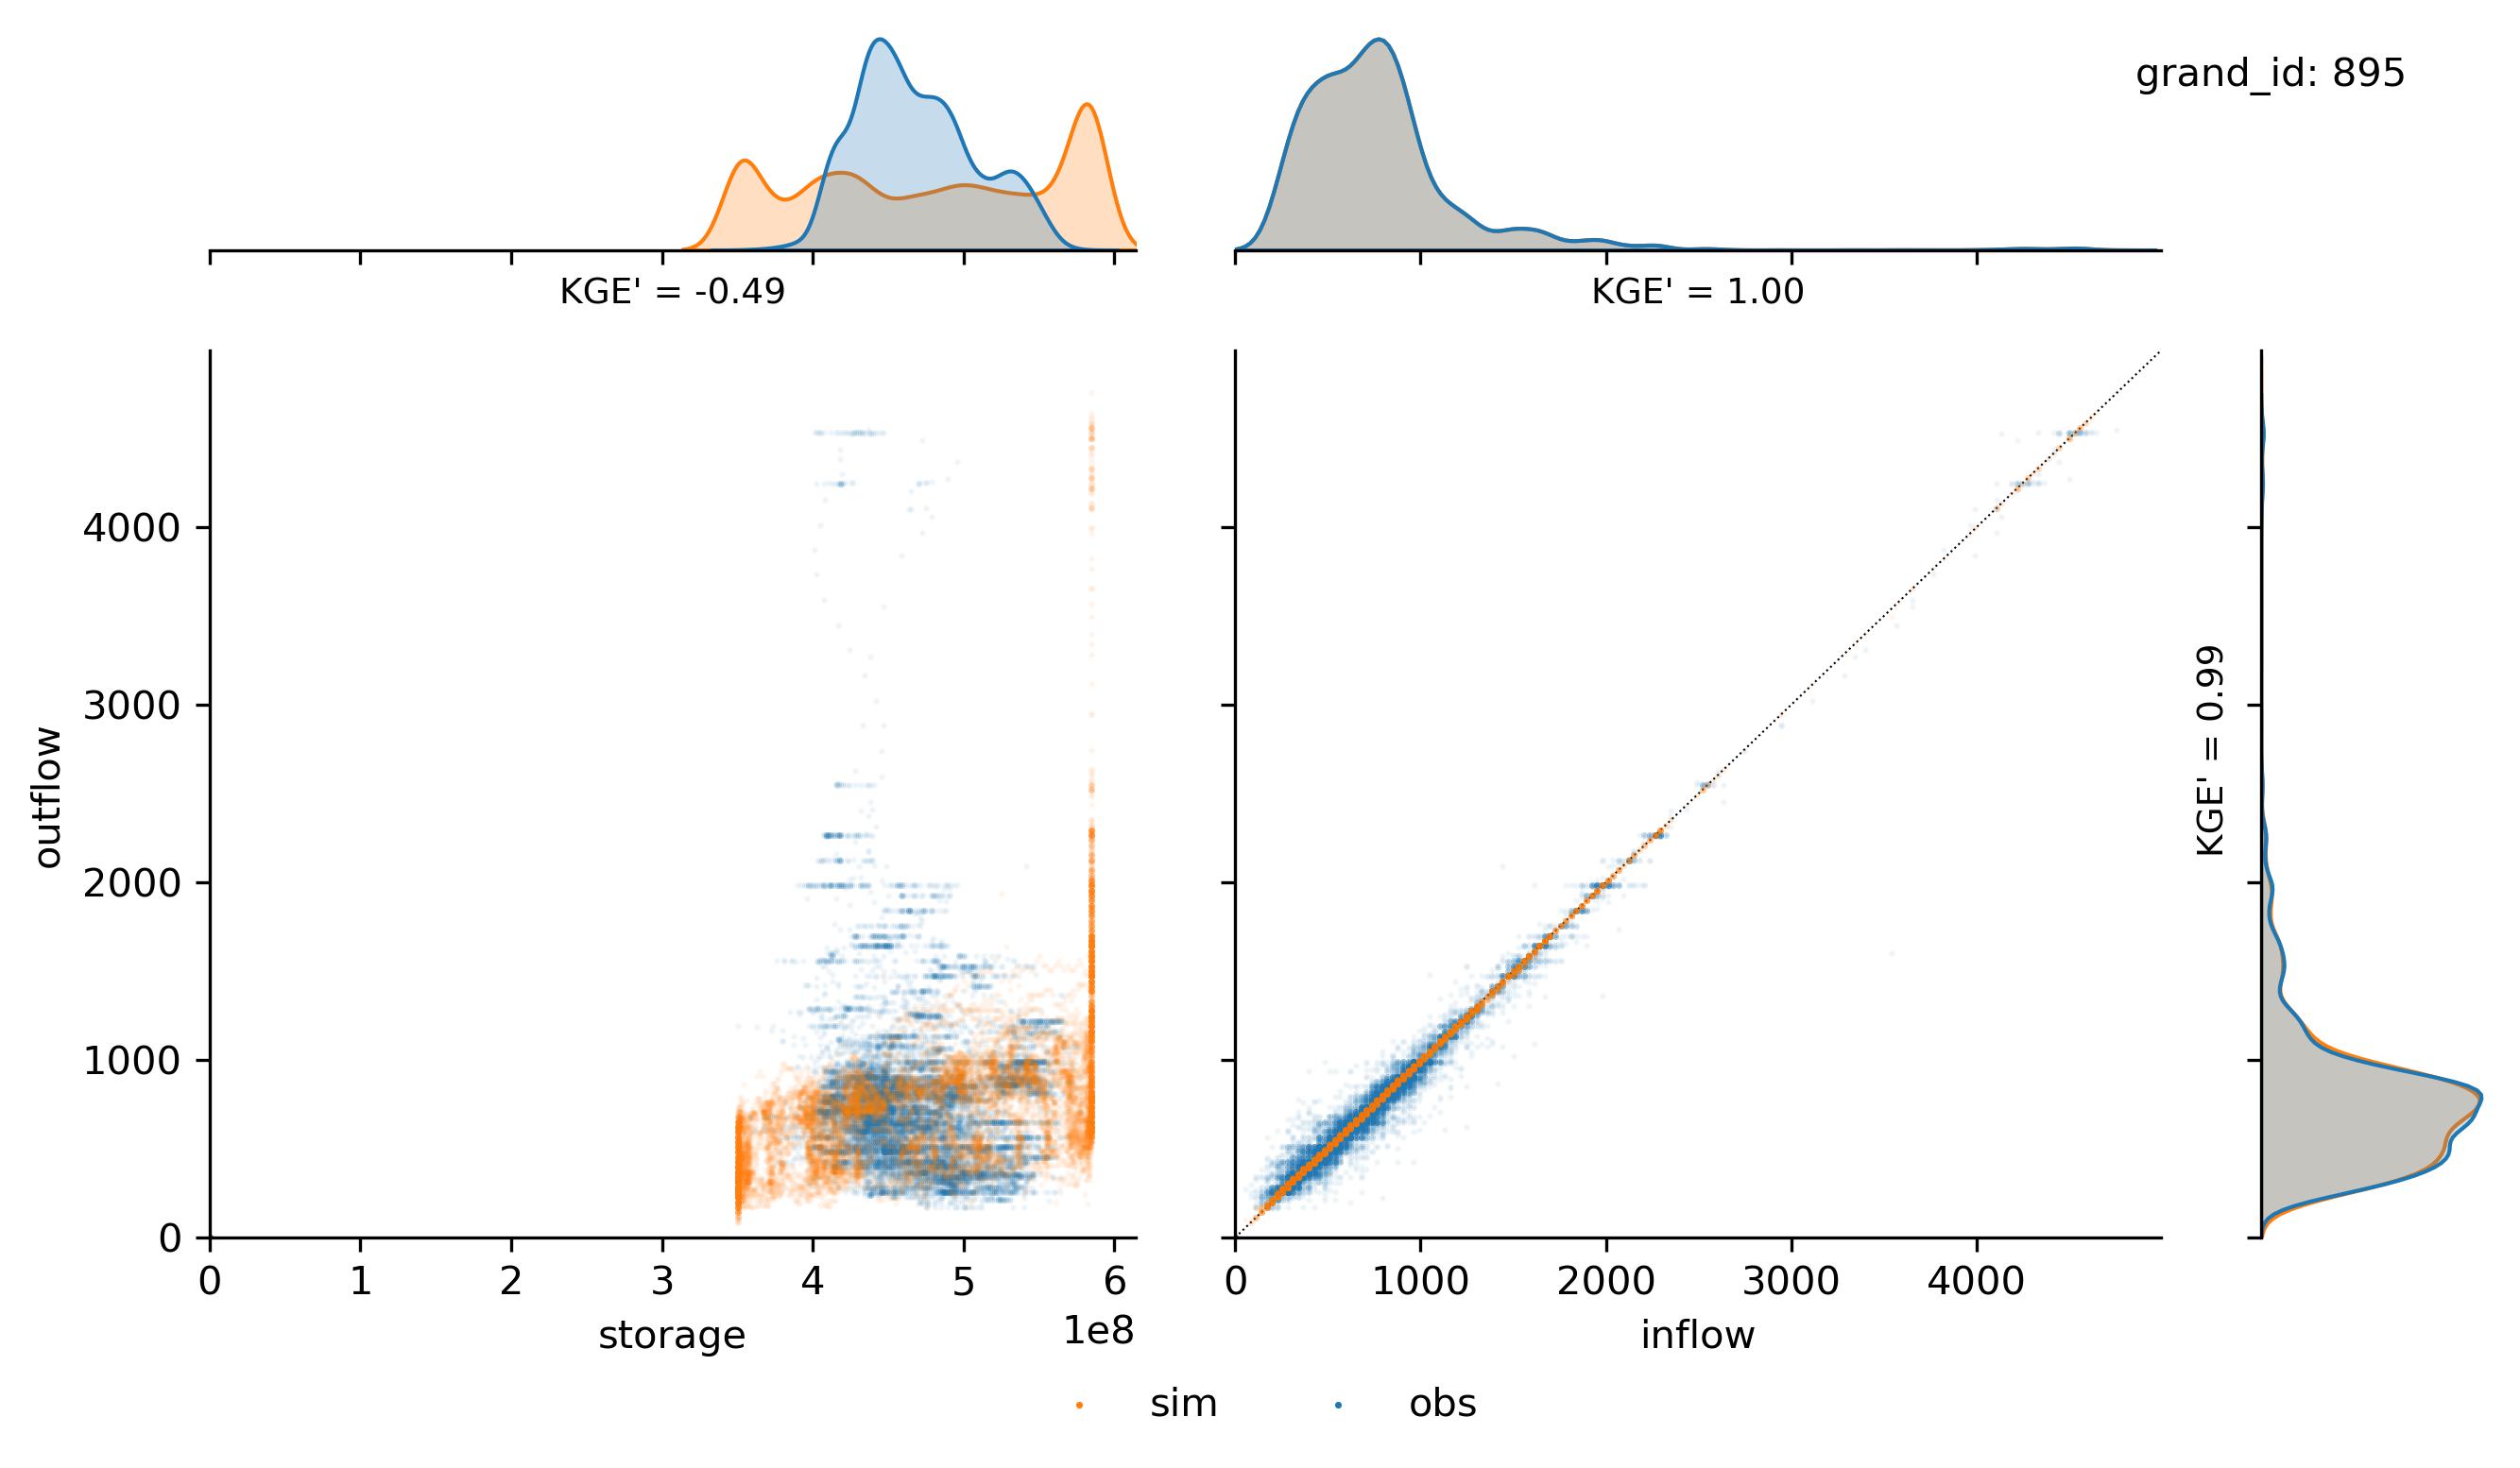 grand_id: 895
KGE' = -0.49
KGE' = 1.00
outflow
4000
3000
2000
1000
0
KGE' = 0.99
0 1 2 3 4 5 6
1e8
storage
0 1000 2000 3000 4000
inflow
sim obs